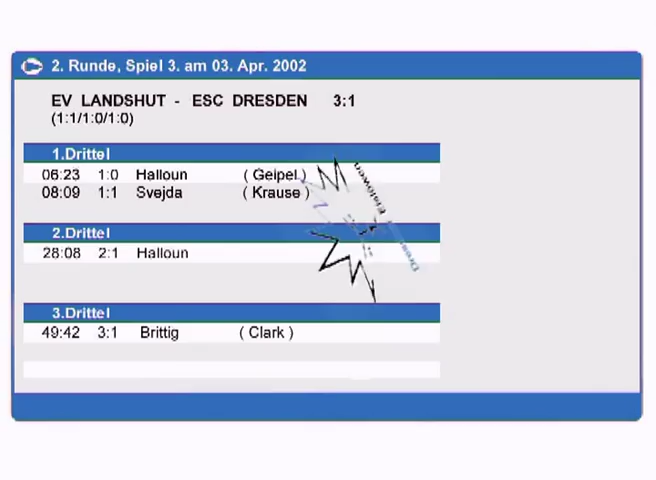 2. Runde, Spiel 3. am 03. Apr. 2002
EV LANDSHUT - ESC DRESDEN 3:1
(1:1/1:0/1:0)
1.Drittel
06:23 1:0 Halloun ( Geipel )
08:09 1:1 Svejda ( Krause )
2.Drittel
28:08 2:1 Halloun
3.Drittel
49:42 3:1 Brittig ( Clark )
Eislöwen